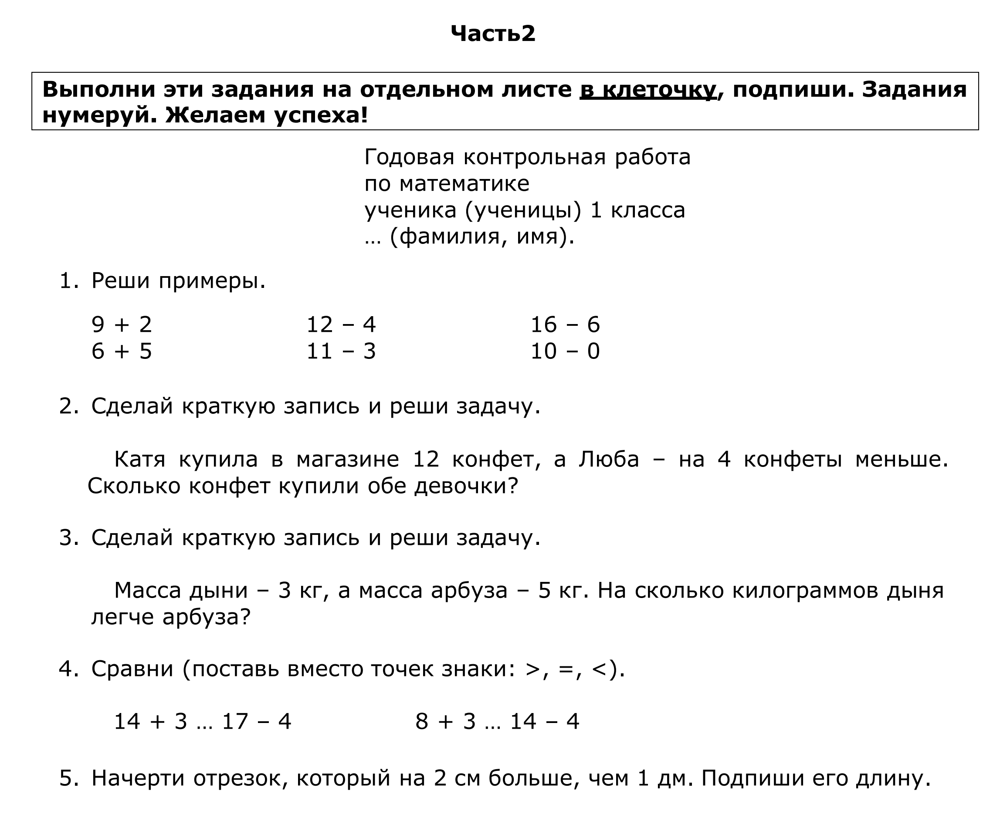 Часть2
Выполни эти задания на отдельном листе в клеточку, подпиши. Задания
нумеруй. Желаем успеха!
Годовая контрольная работа
по математике
ученика (ученицы) 1 класса
… (фамилия, имя).
1. Реши примеры.
9 + 2 12 – 4 16 – 6
6 + 5 11 – 3 10 – 0
2. Сделай краткую запись и реши задачу.
Катя купила в магазине 12 конфет, а Люба – на 4 конфеты меньше.
Сколько конфет купили обе девочки?
3. Сделай краткую запись и реши задачу.
Масса дыни – 3 кг, а масса арбуза – 5 кг. На сколько килограммов дыня
легче арбуза?
4. Сравни (поставь вместо точек знаки: >, =, <).
14 + 3 … 17 – 4 8 + 3 … 14 – 4
5. Начерти отрезок, который на 2 см больше, чем 1 дм. Подпиши его длину.